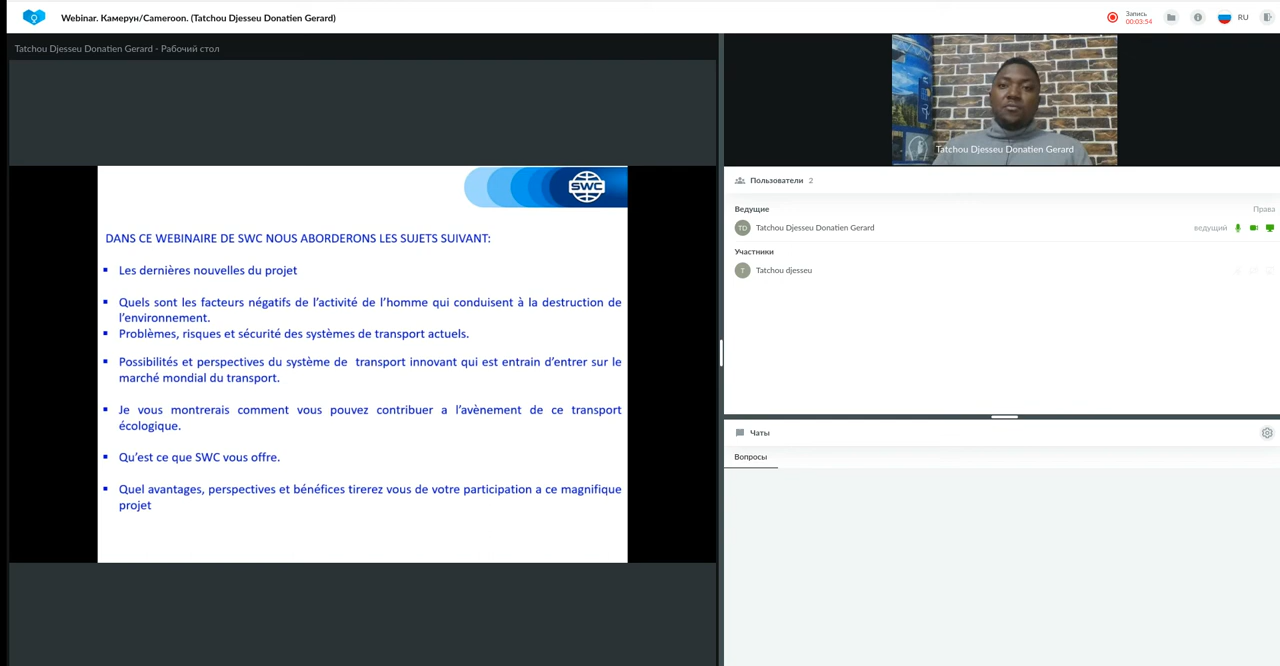 Webinar. Камерун/Cameroon. (Tatchou Djesseu Donatien Gerard)
Запись
00:03:54
RU
Tatchou Djesseu Donatien Gerard - Рабочий стол
Tatchou Djesseu Donatien Gerard
SWC
DANS CE WEBINAIRE DE SWC NOUS ABORDERONS LES SUJETS SUIVANT:
▪ Les dernières nouvelles du projet
▪ Quels sont les facteurs négatifs de l'activité de l'homme qui conduisent à la destruction de
l'environnement.
▪ Problèmes, risques et sécurité des systèmes de transport actuels.
▪ Possibilités et perspectives du système de transport innovant qui est entrain d'entrer sur le
marché mondial du transport.
▪ Je vous montrerais comment vous pouvez contribuer a l'avènement de ce transport
écologique.
▪ Qu'est ce que SWC vous offre.
▪ Quel avantages, perspectives et bénéfices tirerez vous de votre participation a ce magnifique
projet
Пользователи 2
Ведущие
Права
TD
Tatchou Djesseu Donatien Gerard
ведущий
Участники
T
Tatchou djesseu
Чаты
Вопросы